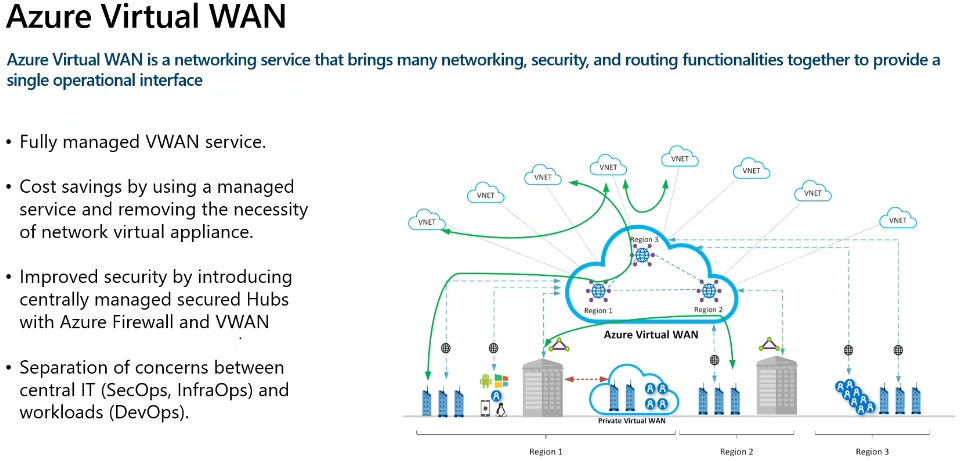 Azure Virtual WAN
Azure Virtual WAN is a networking service that brings many networking, security, and routing functionalities together to provide a
single operational interface
• Fully managed VWAN service.
• Cost savings by using a managed
service and removing the necessity
of network virtual appliance.
• Improved security by introducing
centrally managed secured Hubs
with Azure Firewall and VWAN
• Separation of concerns between
central IT (SecOps, InfraOps) and
workloads (DevOps).
VNET
VNET
VNET
VNET
VNET
VNET
VNET
VNET
Region 3
Region 1
Region 2
Azure Virtual WAN
Private Virtual WAN
Region 1
Region 2
Region 3